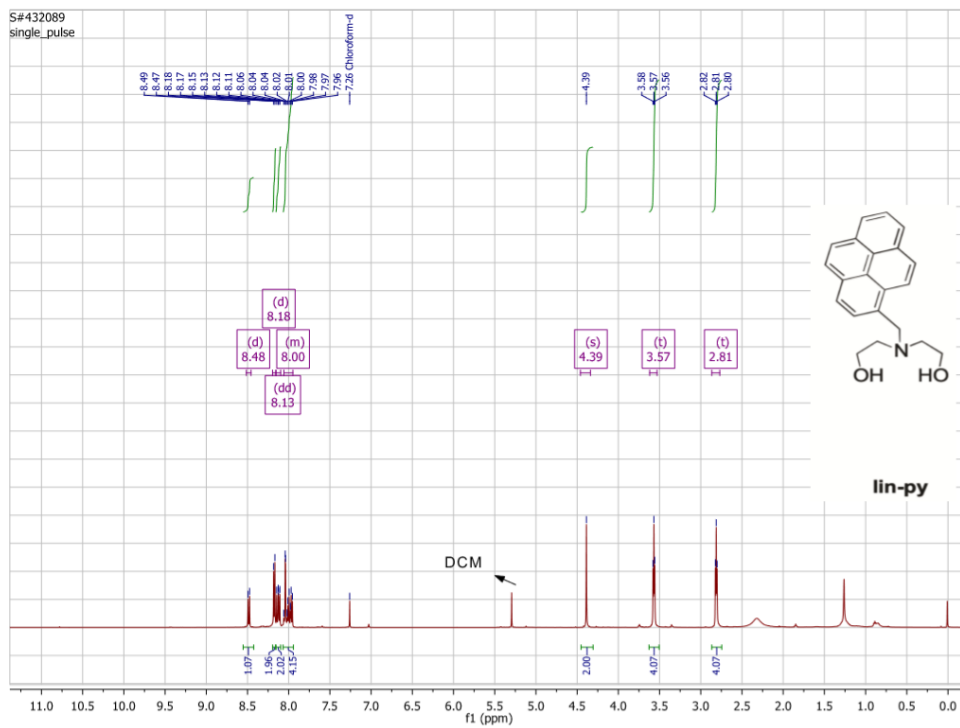 S#432089
single_pulse
8.49
8.47
8.18
8.17
8.15
8.13
8.12
8.11
8.06
8.04
8.04
8.02
8.01
8.00
7.98
7.97
7.96
7.26 Chloroform-d
4.39
3.58
3.57
3.56
2.82
2.81
2.80
(d)
8.18
(d)
8.48
(m)
8.00
(dd)
8.13
(s)
4.39
(t)
3.57
(t)
2.81
N
OH
HO
lin-py
DCM
1.07
1.96
2.02
4.15
2.00
4.07
4.07
11.0 10.5 10.0 9.5 9.0 8.5 8.0 7.5 7.0 6.5 6.0 5.5 5.0 4.5 4.0 3.5 3.0 2.5 2.0 1.5 1.0 0.5 0.0
f1 (ppm)